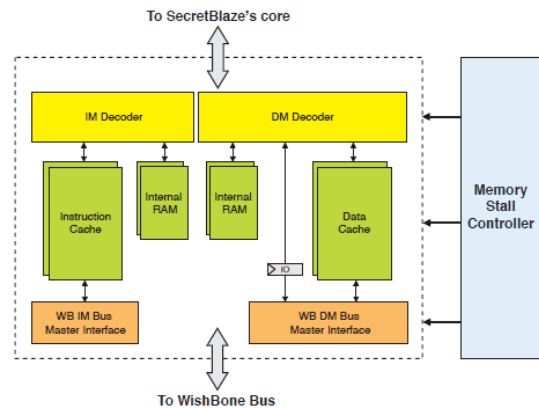 To SecretBlaze's core
IM Decoder
DM Decoder
Instruction
Cache
Internal
RAM
Internal
RAM
Data
Cache
IO
WB IM Bus
Master Interface
WB DM Bus
Master Interface
Memory
Stall
Controller
To WishBone Bus